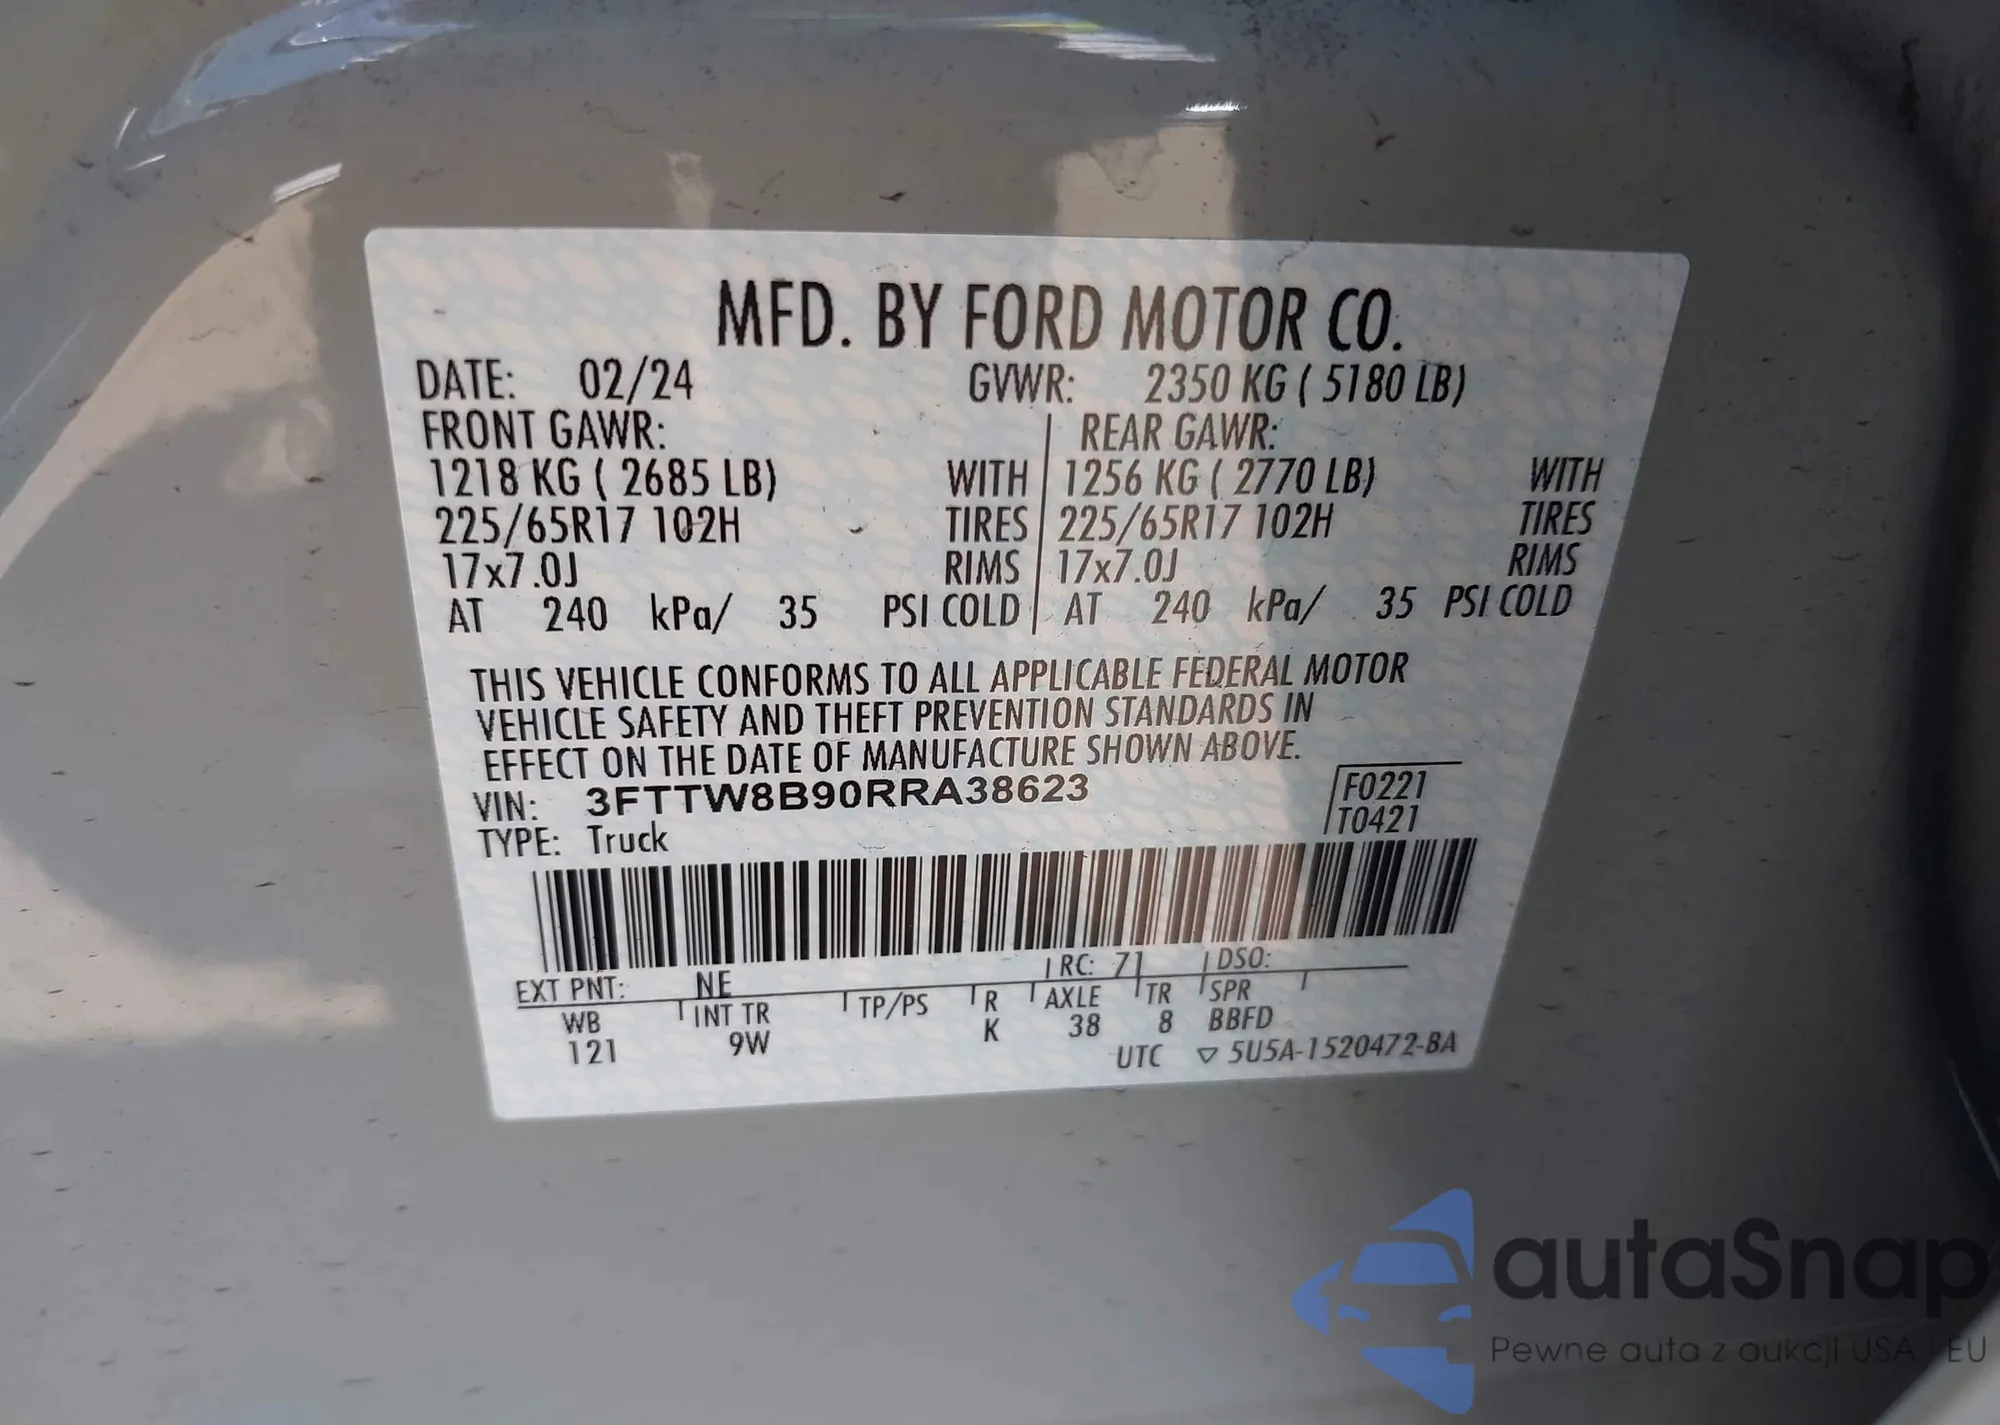 MFD. BY FORD MOTOR CO.
DATE: 02/24 GVWR: 2350 KG ( 5180 LB)
FRONT GAWR: REAR GAWR:
1218 KG ( 2685 LB) WITH 1256 KG ( 2770 LB) WITH
225/65R17 102H TIRES 225/65R17 102H TIRES
17x7.0J RIMS 17x7.0J RIMS
AT 240 kPa/ 35 PSI COLD AT 240 kPa/ 35 PSI COLD
THIS VEHICLE CONFORMS TO ALL APPLICABLE FEDERAL MOTOR
VEHICLE SAFETY AND THEFT PREVENTION STANDARDS IN
EFFECT ON THE DATE OF MANUFACTURE SHOWN ABOVE.
VIN: 3FTTW8B90RRA38623 F0221
TYPE: Truck T0421
EXT PNT: NE RC: 71 DSO:
WB INT TR TP/PS R AXLE TR SPR
121 9W K 38 8 BBFD
UTC ▽ 5U5A-1520472-BA
autaSnap
Pewne auta z aukcji USA i EU